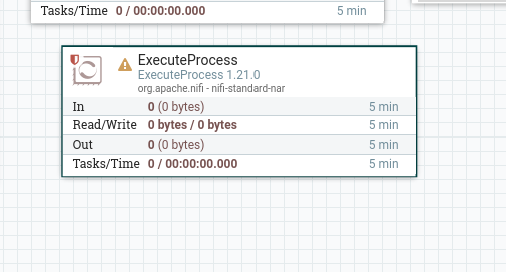 Tasks/Time 0 / 00:00:00.000 5 min
ExecuteProcess
ExecuteProcess 1.21.0
org.apache.nifi - nifi-standard-nar
In 0 (0 bytes) 5 min
Read/Write 0 bytes / 0 bytes 5 min
Out 0 (0 bytes) 5 min
Tasks/Time 0 / 00:00:00.000 5 min